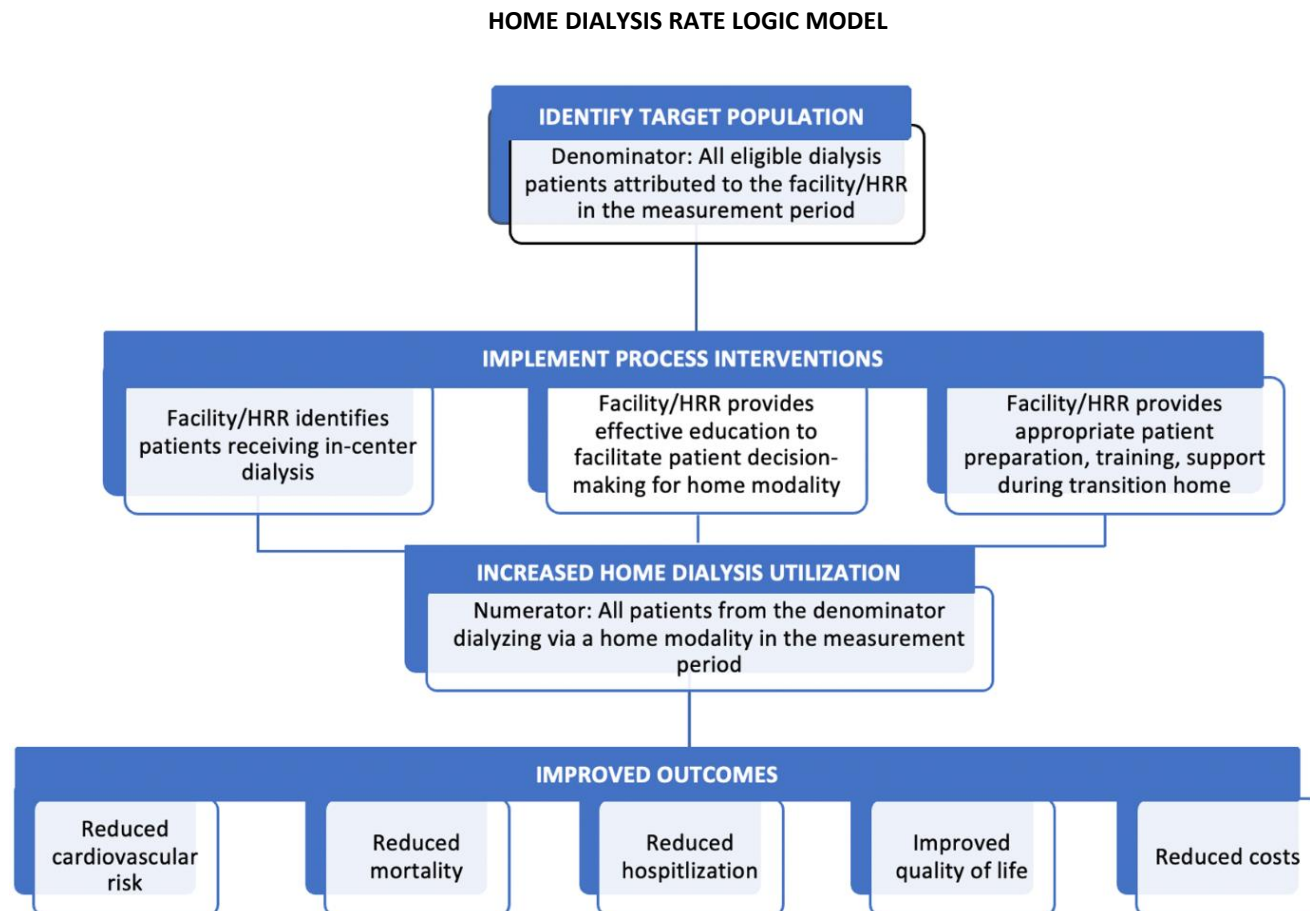 HOME DIALYSIS RATE LOGIC MODEL
IDENTIFY TARGET POPULATION
Denominator: All eligible dialysis
patients attributed to the facility/HRR
in the measurement period
IMPLEMENT PROCESS INTERVENTIONS
Facility/HRR identifies
patients receiving in-center
dialysis
Facility/HRR provides
effective education to
facilitate patient decision-
making for home modality
Facility/HRR provides
appropriate patient
preparation, training, support
during transition home
INCREASED HOME DIALYSIS UTILIZATION
Numerator: All patients from the denominator
dialyzing via a home modality in the measurement
period
IMPROVED OUTCOMES
Reduced
cardiovascular
risk
Reduced
mortality
Reduced
hospitlization
Improved
quality of life
Reduced costs